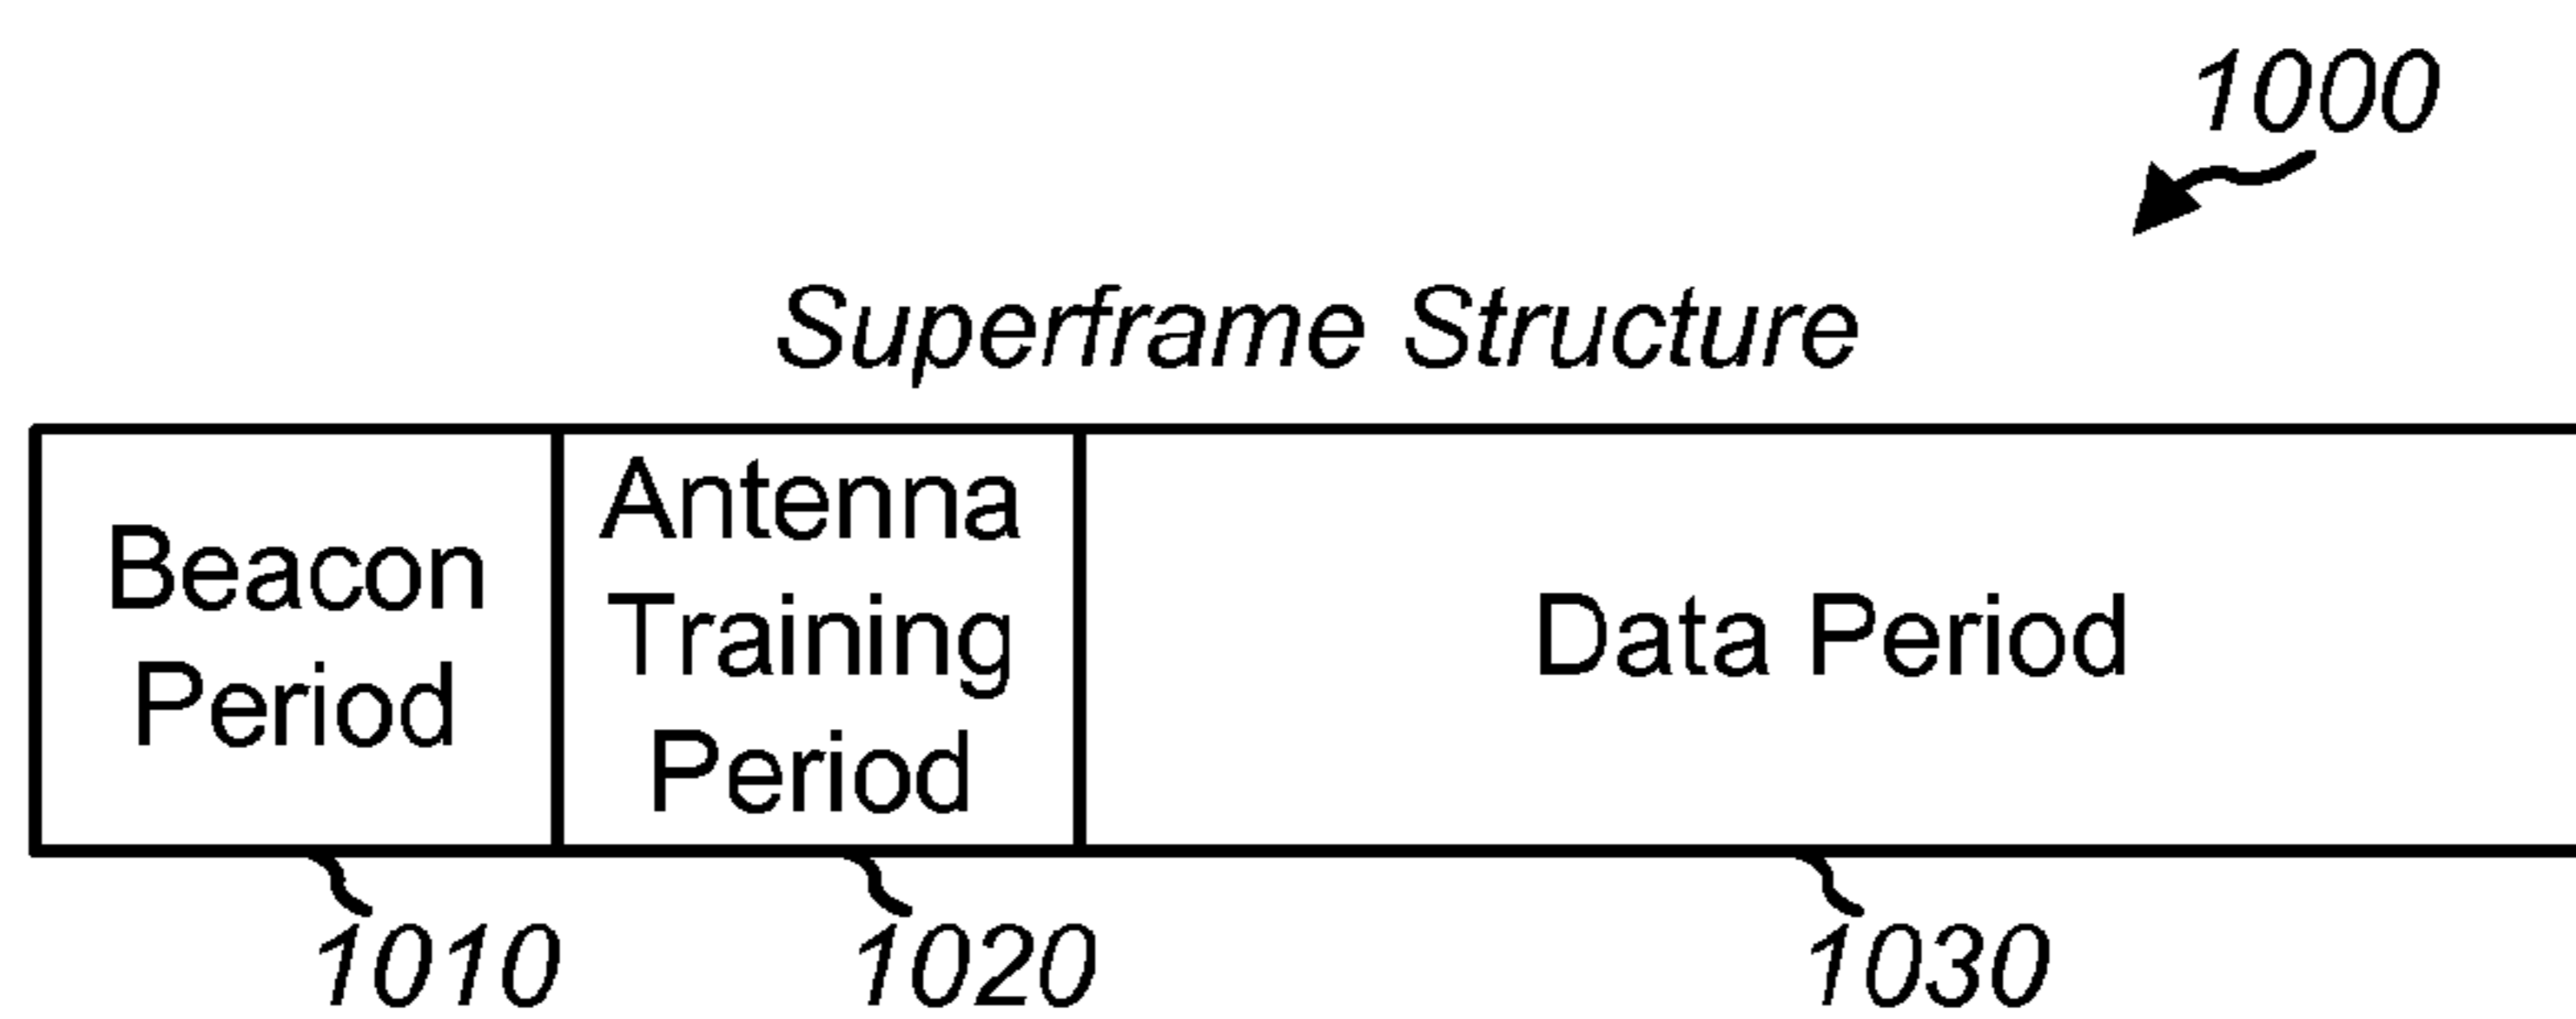 1000
Superframe Structure
Beacon
Period
Antenna
Training
Period
Data Period
1010
1020
1030